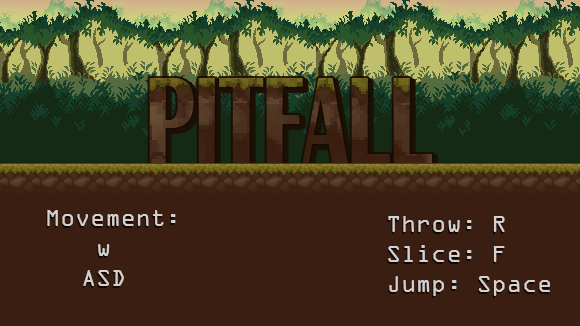 PITFALL
Movement:
w
ASD
Throw: R
Slice: F
Jump: Space